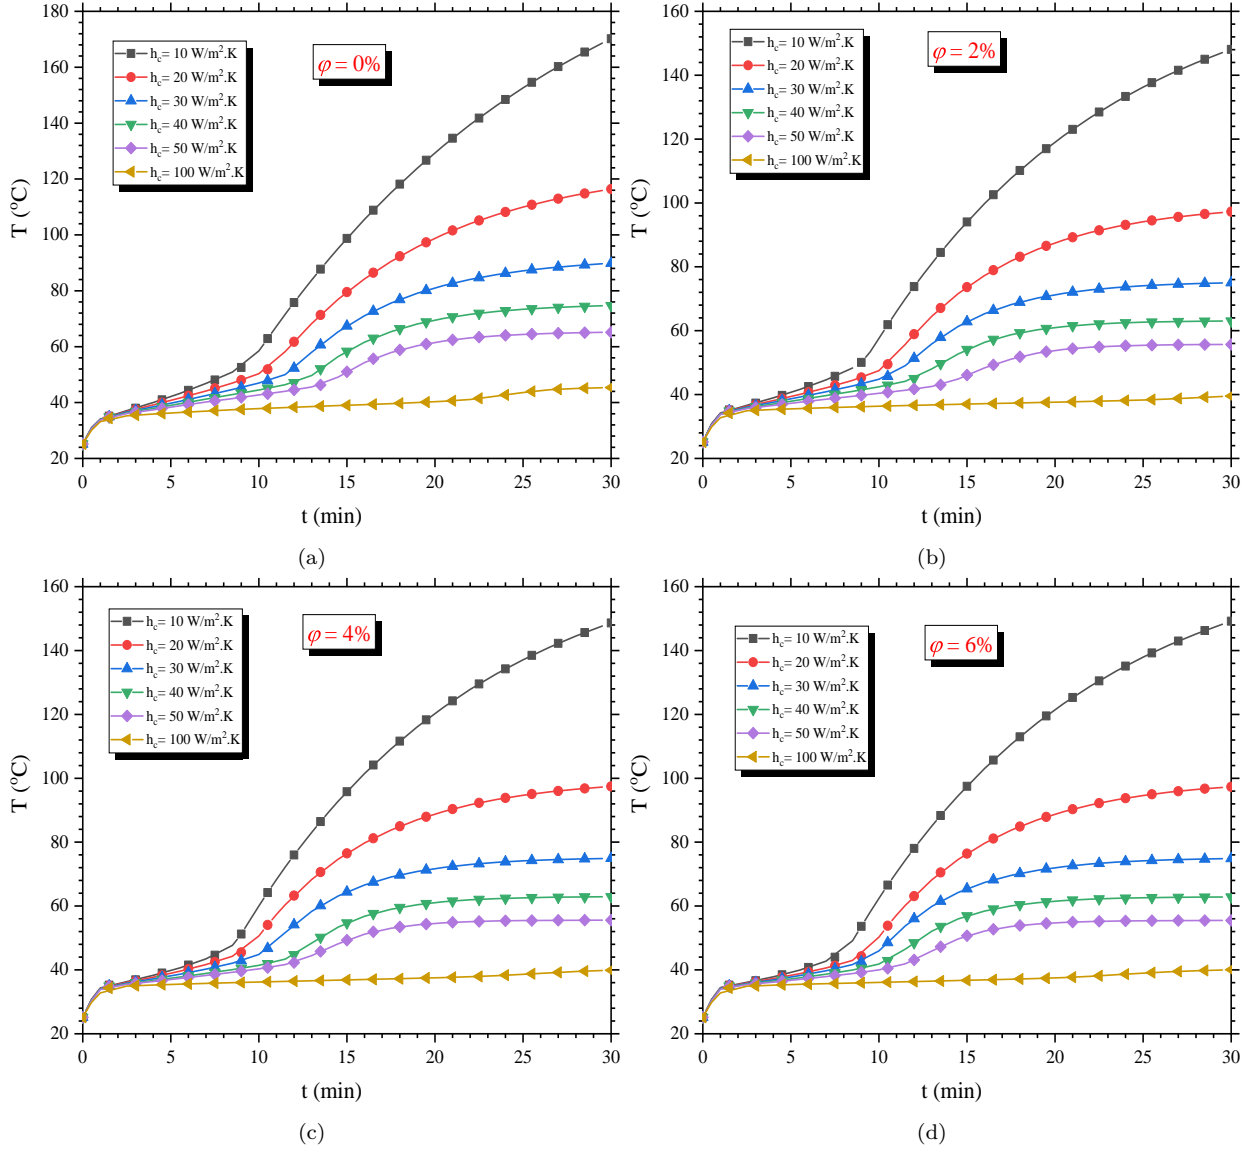 180
160
140
120
100
80
60
40
20
T (°C)
h_c= 10 W/m².K
h_c= 20 W/m².K
h_c= 30 W/m².K
h_c= 40 W/m².K
h_c= 50 W/m².K
h_c= 100 W/m².K
φ = 0%
0 5 10 15 20 25 30
t (min)
(a)
160
140
120
100
80
60
40
20
T (°C)
h_c= 10 W/m².K
h_c= 20 W/m².K
h_c= 30 W/m².K
h_c= 40 W/m².K
h_c= 50 W/m².K
h_c= 100 W/m².K
φ = 2%
0 5 10 15 20 25 30
t (min)
(b)
160
140
120
100
80
60
40
20
T (°C)
h_c= 10 W/m².K
h_c= 20 W/m².K
h_c= 30 W/m².K
h_c= 40 W/m².K
h_c= 50 W/m².K
h_c= 100 W/m².K
φ = 4%
0 5 10 15 20 25 30
t (min)
(c)
160
140
120
100
80
60
40
20
T (°C)
h_c= 10 W/m².K
h_c= 20 W/m².K
h_c= 30 W/m².K
h_c= 40 W/m².K
h_c= 50 W/m².K
h_c= 100 W/m².K
φ = 6%
0 5 10 15 20 25 30
t (min)
(d)